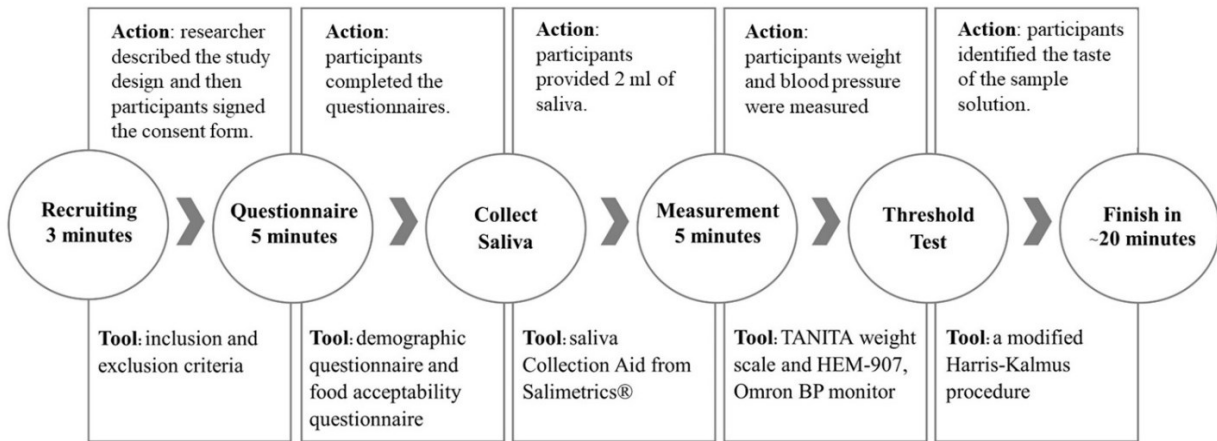 Action: researcher
described the study
design and then
participants signed
the consent form.
Action:
participants
completed the
questionnaires.
Action:
participants
provided 2 ml of
saliva.
Action:
participants weight
and blood pressure
were measured
Action: participants
identified the taste
of the sample
solution.
Recruiting
3 minutes
Questionnaire
5 minutes
Collect
Saliva
Measurement
5 minutes
Threshold
Test
Finish in
~20 minutes
Tool: inclusion and
exclusion criteria
Tool: demographic
questionnaire and
food acceptability
questionnaire
Tool: saliva
Collection Aid from
Salimetrics®
Tool: TANITA weight
scale and HEM-907,
Omron BP monitor
Tool: a modified
Harris-Kalmus
procedure